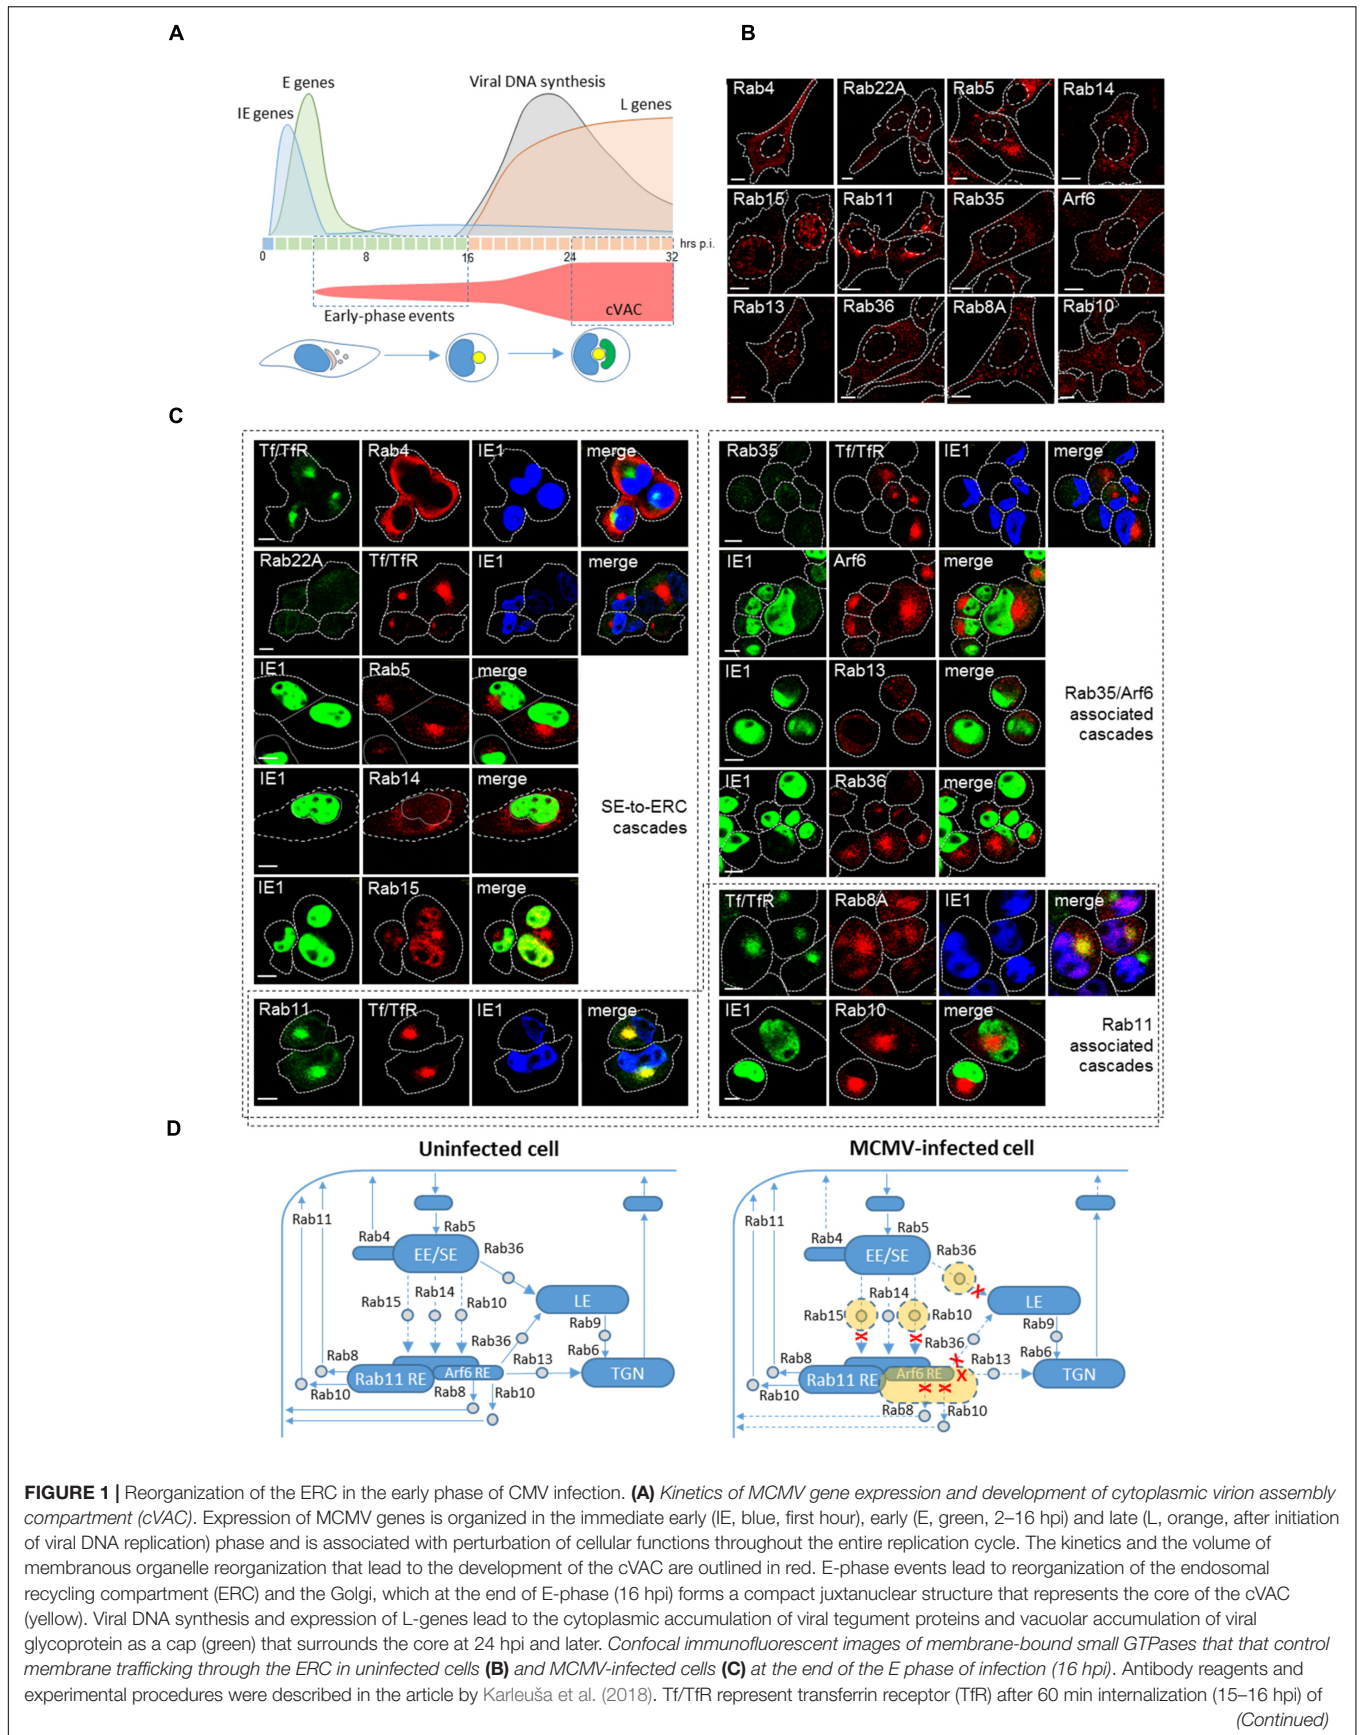 A
E genes
IE genes
Viral DNA synthesis
L genes
hrs p.i.
0 8 16 24 32
Early-phase events
cVAC
B
Rab4 Rab22A Rab5 Rab14
Rab15 Rab11 Rab35 Arf6
Rab13 Rab36 Rab8A Rab10
C
Tf/TfR Rab4 IE1 merge
Rab22A Tf/TfR IE1 merge
IE1 Rab5 merge
IE1 Rab14 merge
SE-to-ERC
cascades
IE1 Rab15 merge
Rab11 Tf/TfR IE1 merge
Rab35 Tf/TfR IE1 merge
IE1 Arf6 merge
IE1 Rab13 merge
Rab35/Arf6
associated
cascades
IE1 Rab36 merge
Tf/TfR Rab8A IE1 merge
IE1 Rab10 merge
Rab11
associated
cascades
D
Uninfected cell
Rab11
Rab4
Rab5
EE/SE
Rab36
Rab14
Rab15
Rab10
LE
Rab9
Rab36
Rab6
Rab8
Rab13
Arf6 RE
Rab11 RE
TGN
Rab10
Rab8
Rab10
MCMV-infected cell
Rab11
Rab4
Rab5
EE/SE
Rab36
Rab14
Rab15
Rab10
LE
Rab9
Rab36
Rab6
Rab8
Rab13
Arf6 RE
Rab11 RE
TGN
Rab10
Rab8
Rab10
FIGURE 1 | Reorganization of the ERC in the early phase of CMV infection. (A) Kinetics of MCMV gene expression and development of cytoplasmic virion assembly
compartment (cVAC). Expression of MCMV genes is organized in the immediate early (IE, blue, first hour), early (E, green, 2–16 hpi) and late (L, orange, after initiation
of viral DNA replication) phase and is associated with perturbation of cellular functions throughout the entire replication cycle. The kinetics and the volume of
membranous organelle reorganization that lead to the development of the cVAC are outlined in red. E-phase events lead to reorganization of the endosomal
recycling compartment (ERC) and the Golgi, which at the end of E-phase (16 hpi) forms a compact juxtanuclear structure that represents the core of the cVAC
(yellow). Viral DNA synthesis and expression of L-genes lead to the cytoplasmic accumulation of viral tegument proteins and vacuolar accumulation of viral
glycoprotein as a cap (green) that surrounds the core at 24 hpi and later. Confocal immunofluorescent images of membrane-bound small GTPases that that control
membrane trafficking through the ERC in uninfected cells (B) and MCMV-infected cells (C) at the end of the E phase of infection (16 hpi). Antibody reagents and
experimental procedures were described in the article by Karleuša et al. (2018). Tf/TfR represent transferrin receptor (TfR) after 60 min internalization (15–16 hpi) of
(Continued)